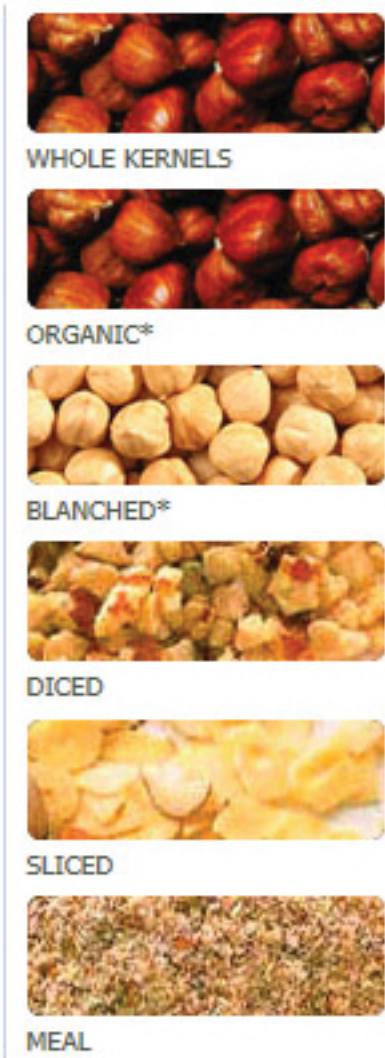 WHOLE KERNELS
ORGANIC*
BLANCHED*
DICED
SLICED
MEAL